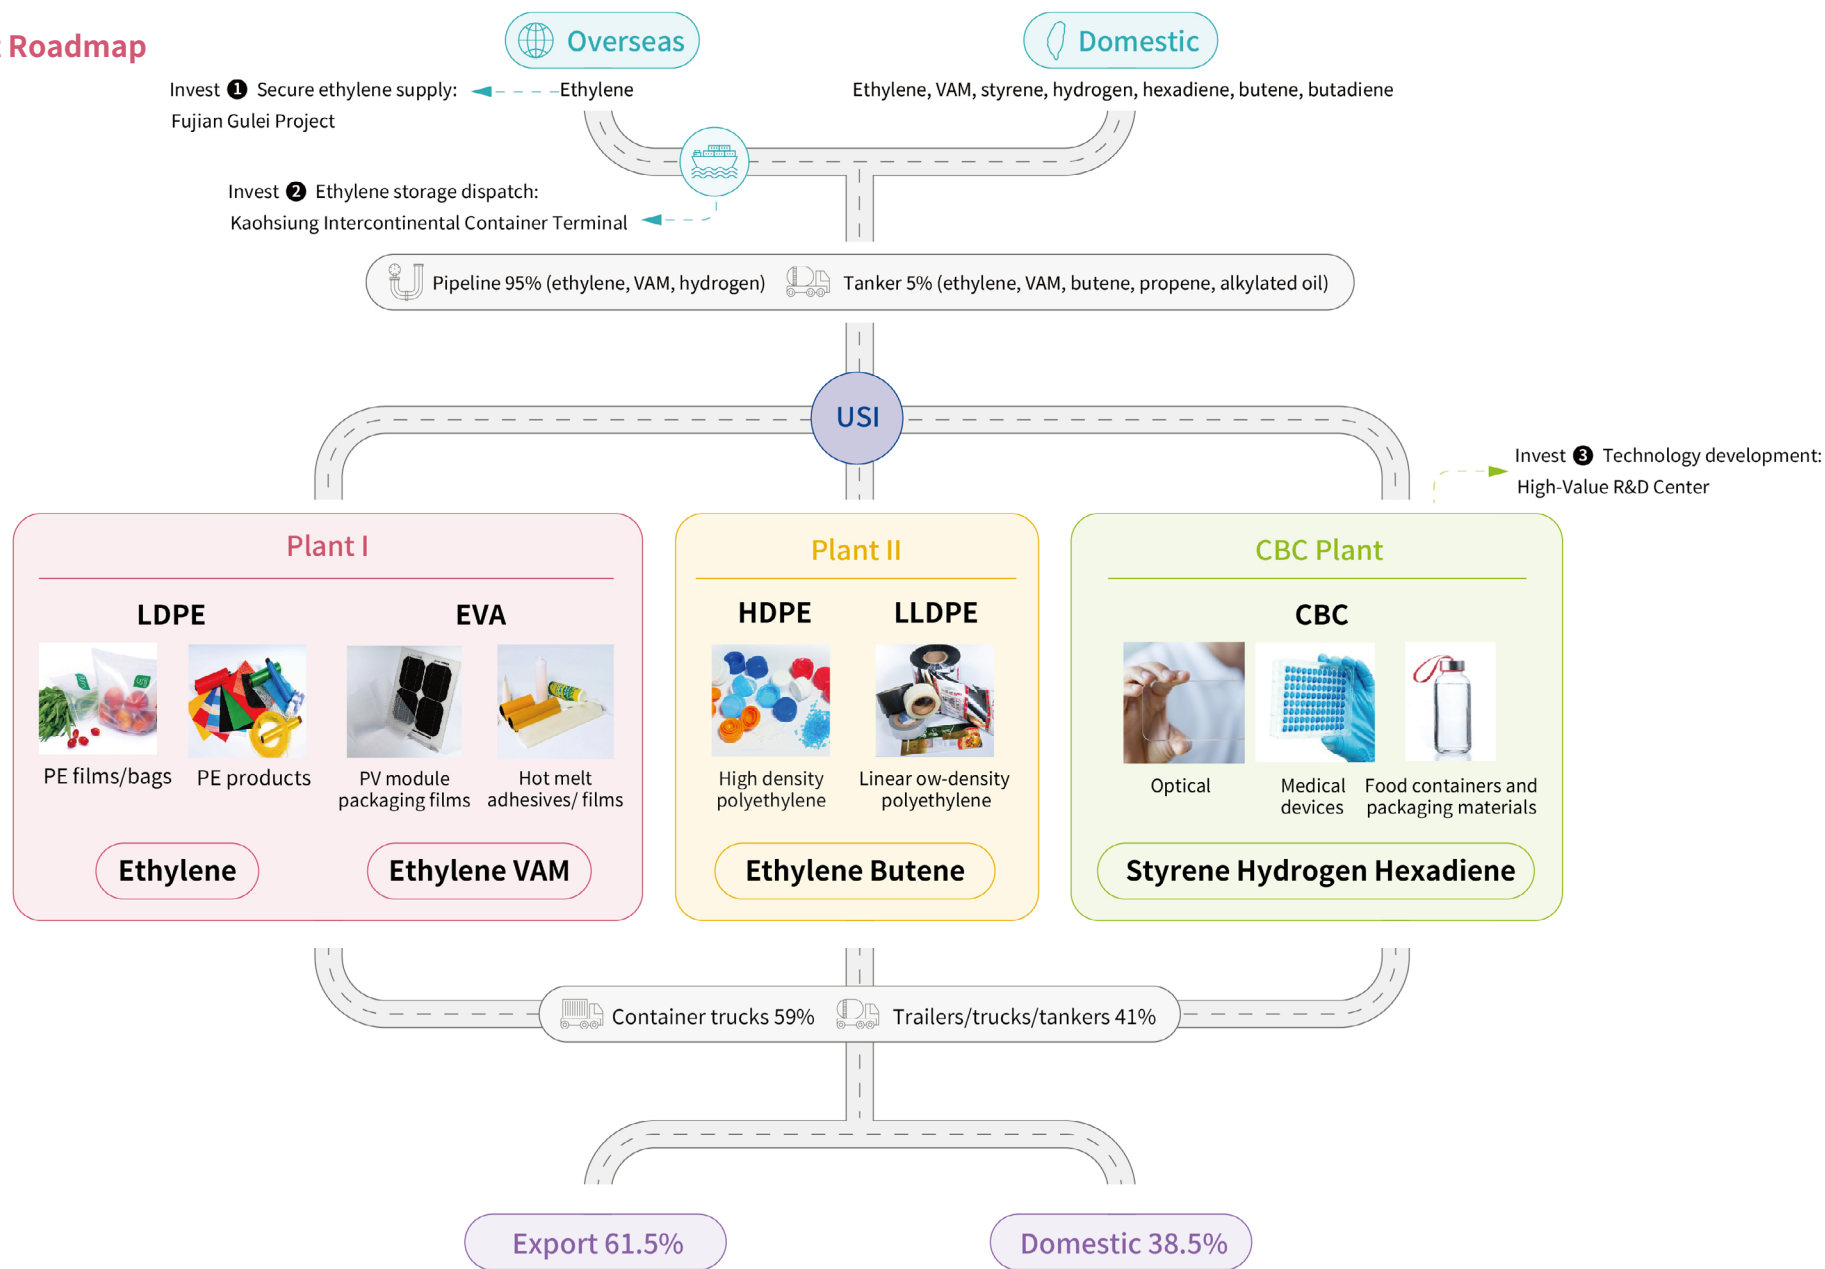 Roadmap
Overseas
Domestic
Invest 1 Secure ethylene supply:
Fujian Gulei Project
Ethylene
Ethylene, VAM, styrene, hydrogen, hexadiene, butene, butadiene
Invest 2 Ethylene storage dispatch:
Kaohsiung Intercontinental Container Terminal
Pipeline 95% (ethylene, VAM, hydrogen)
Tanker 5% (ethylene, VAM, butene, propene, alkylated oil)
USI
Invest 3 Technology development:
High-Value R&D Center
Plant I
LDPE
EVA
PE films/bags
PE products
PV module
packaging films
Hot melt
adhesives/ films
Ethylene
Ethylene VAM
Plant II
HDPE
LLDPE
High density
polyethylene
Linear ow-density
polyethylene
Ethylene Butene
CBC Plant
CBC
Optical
Medical
devices
Food containers and
packaging materials
Styrene Hydrogen Hexadiene
Container trucks 59%
Trailers/trucks/tankers 41%
Export 61.5%
Domestic 38.5%